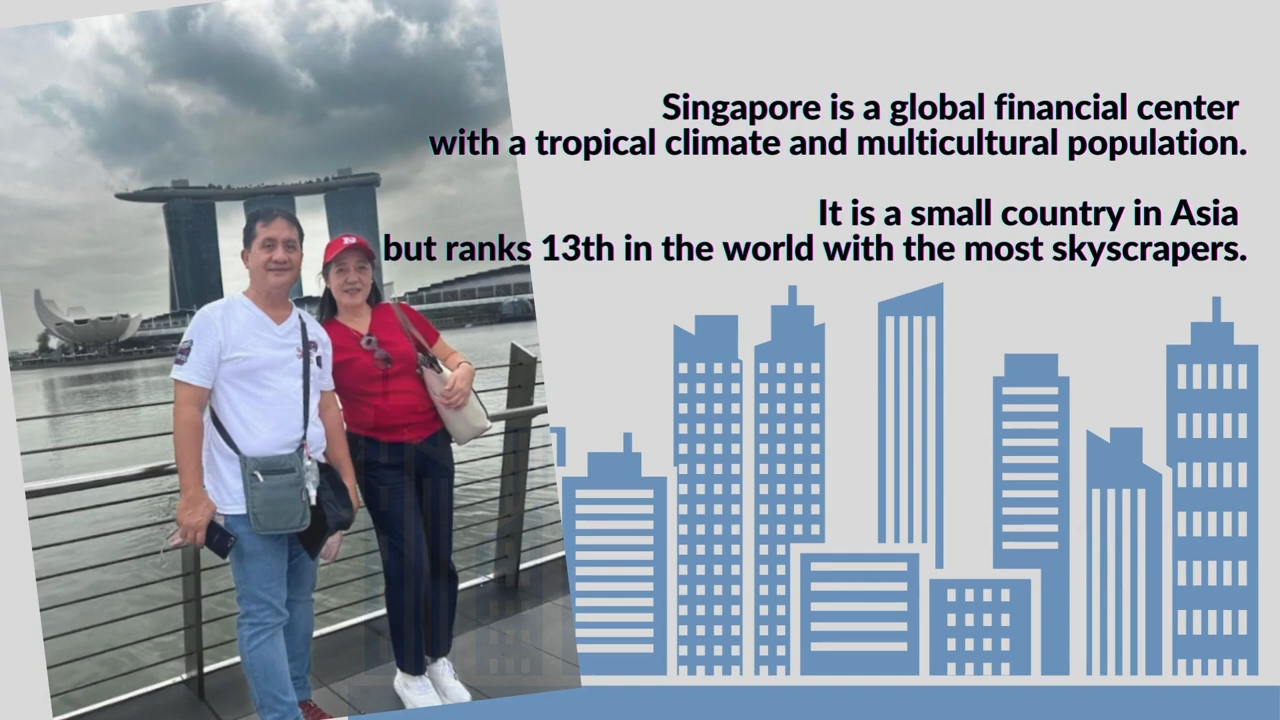 Singapore is a global financial center
with a tropical climate and multicultural population.
It is a small country in Asia
but ranks 13th in the world with the most skyscrapers.
N